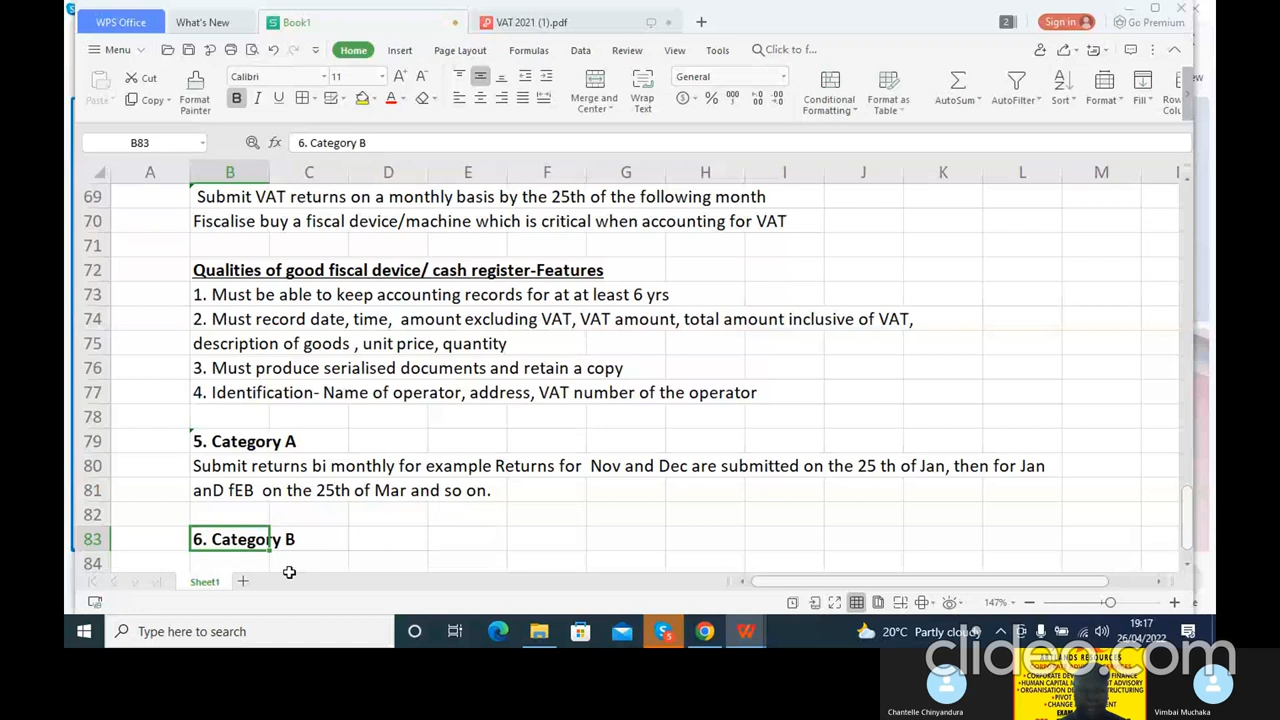 WPS Office What's New Book1 VAT 2021 (1).pdf 2 Sign in Go Premium
Menu Home Insert Page Layout Formulas Data Review View Tools Click to f...
Cut Calibri 11 General
Paste Copy Format Painter B I U Merge and Center Wrap Text Conditional Formatting Format as Table AutoSum AutoFilter Sort Format Fill
B83 fx 6. Category B
A B C D E F G H I J K L M
69 Submit VAT returns on a monthly basis by the 25th of the following month
70 Fiscalise buy a fiscal device/machine which is critical when accounting for VAT
71
72 Qualities of good fiscal device/ cash register-Features
73 1. Must be able to keep accounting records for at at least 6 yrs
74 2. Must record date, time, amount excluding VAT, VAT amount, total amount inclusive of VAT,
75 description of goods , unit price, quantity
76 3. Must produce serialised documents and retain a copy
77 4. Identification- Name of operator, address, VAT number of the operator
78
79 5. Category A
80 Submit returns bi monthly for example Returns for Nov and Dec are submitted on the 25 th of Jan, then for Jan
81 anD fEB on the 25th of Mar and so on.
82
83 6. Category B
84
Sheet1
147%
Type here to search 5 20°C Partly cloudy 19:17
26/04/2022
clideo.com
ARTLANDS RESOURCES
Chantelle Chinyandura Vimbai Muchaka